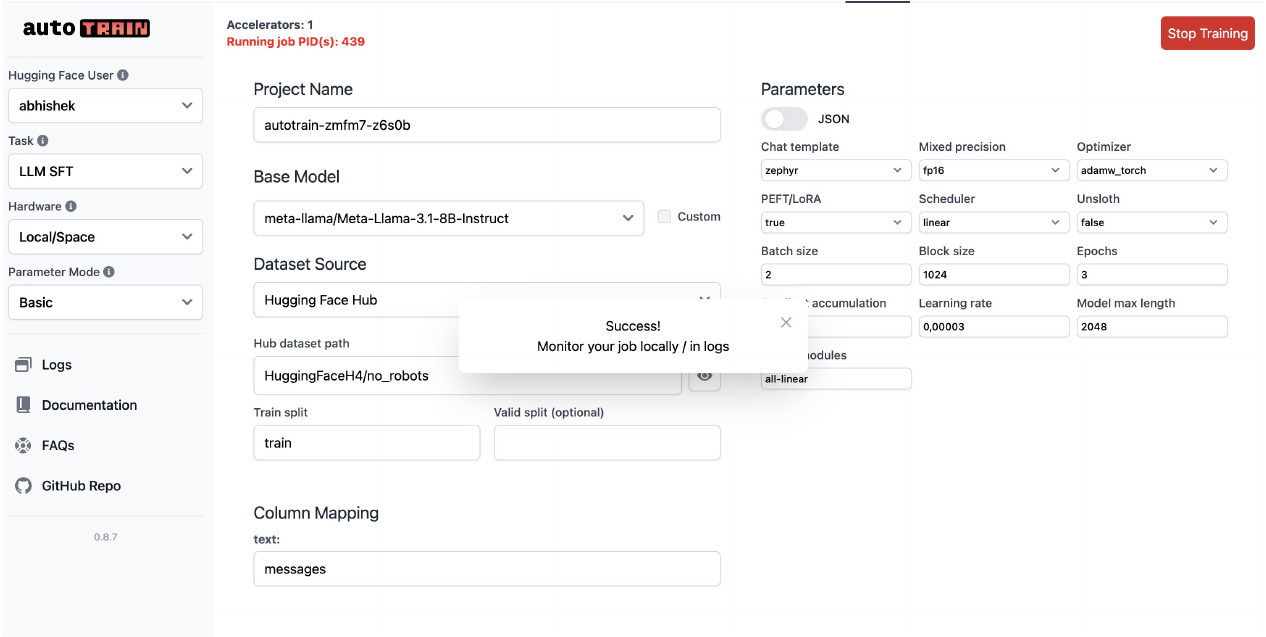 auto TRAIN
Hugging Face User
abhishek
Task
LLM SFT
Hardware
Local/Space
Parameter Mode
Basic
Logs
Documentation
FAQs
GitHub Repo
0.8.7
Accelerators: 1
Running job PID(s): 439
Stop Training
Project Name
autotrain-zmfm7-z6s0b
Base Model
meta-llama/Meta-Llama-3.1-8B-Instruct
Custom
Dataset Source
Hugging Face Hub
Hub dataset path
HuggingFaceH4/no_robots
Train split
Valid split (optional)
train
Column Mapping
text:
messages
Success!
Monitor your job locally / in logs
Parameters
JSON
Chat template
Mixed precision
Optimizer
zephyr
fp16
adamw_torch
PEFT/LoRA
Scheduler
Unsloth
true
linear
false
Batch size
Block size
Epochs
2
1024
3
accumulation
Learning rate
Model max length
0,00003
2048
all-linear